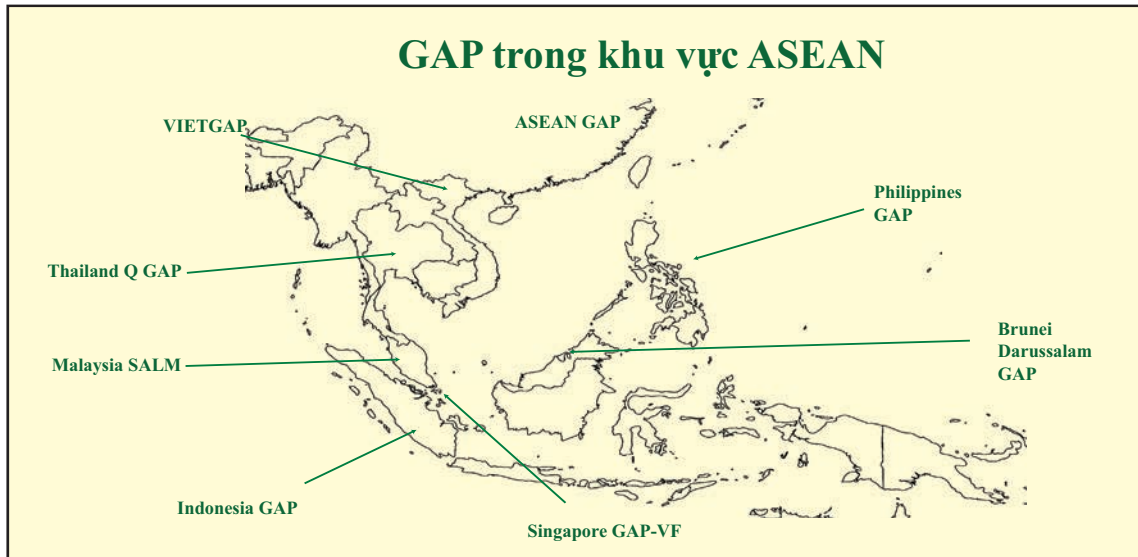 GAP trong khu vực ASEAN
VIETGAP
ASEAN GAP
Philippines
GAP
Thailand Q GAP
Malaysia SALM
Brunei
Darussalam
GAP
Indonesia GAP
Singapore GAP-VF